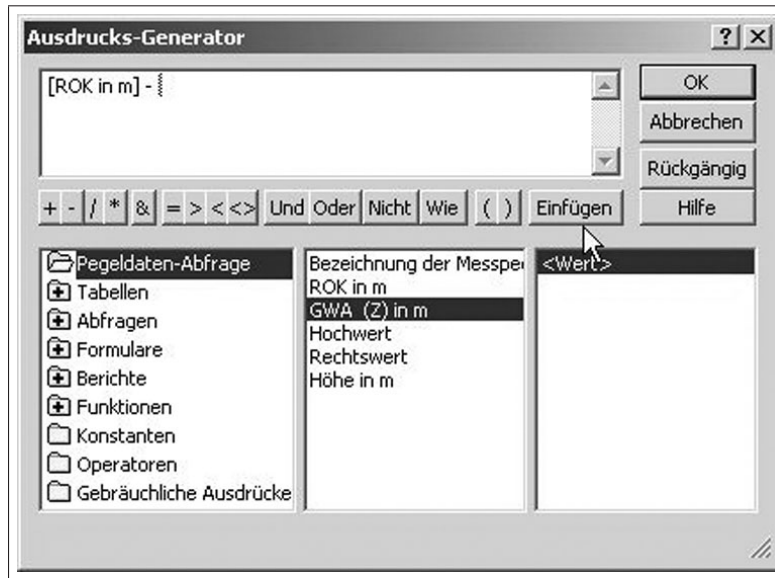 Ausdrucks-Generator
[ROK in m] -
OK
Abbrechen
Rückgängig
Hilfe
+ - / * & = > < <> Und Oder Nicht Wie ( ) Einfügen
Pegeldaten-Abfrage
Tabellen
Abfragen
Formulare
Berichte
Funktionen
Konstanten
Operatoren
Gebräuchliche Ausdrücke
Bezeichnung der Messpe
ROK in m
GWA (Z) in m
Hochwert
Rechtswert
Höhe in m
<Wert>